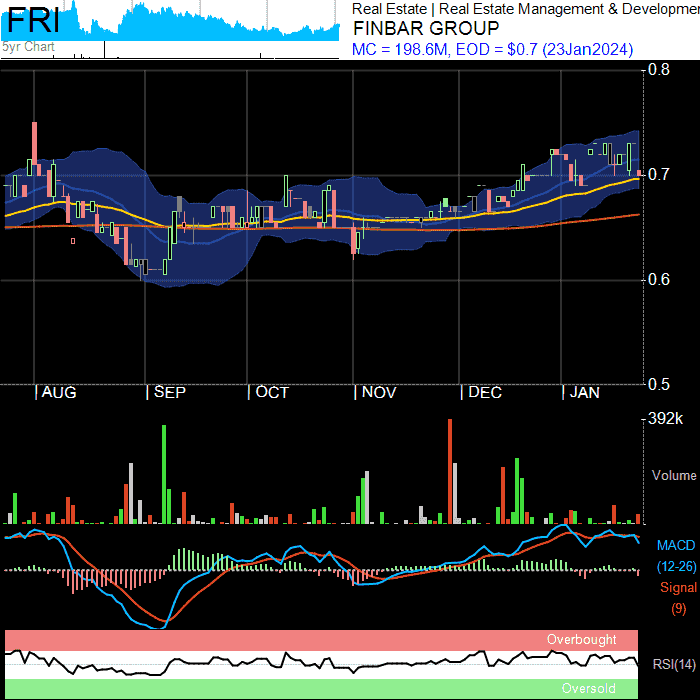 FRI
5yr Chart
Real Estate | Real Estate Management & Developmen
FINBAR GROUP
MC = 198.6M, EOD = $0.7 (23Jan2024)
0.8
0.7
0.6
0.5
| AUG | SEP | OCT | NOV | DEC | JAN
392k
Volume
MACD
(12-26)
Signal
(9)
Overbought
RSI(14)
Oversold